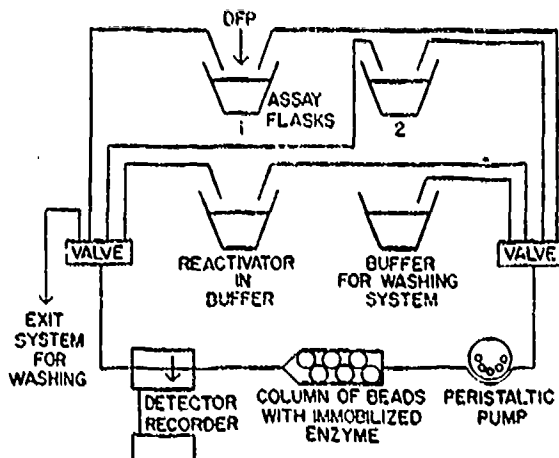 DFP
ASSAY
FLASKS
1
2
VALVE
REACTIVATOR
IN
BUFFER
BUFFER
FOR WASHING
SYSTEM
VALVE
EXIT
SYSTEM
FOR
WASHING
DETECTOR
RECORDER
COLUMN OF BEADS
WITH IMMOBILIZED
ENZYME
PERISTALTIC
PUMP